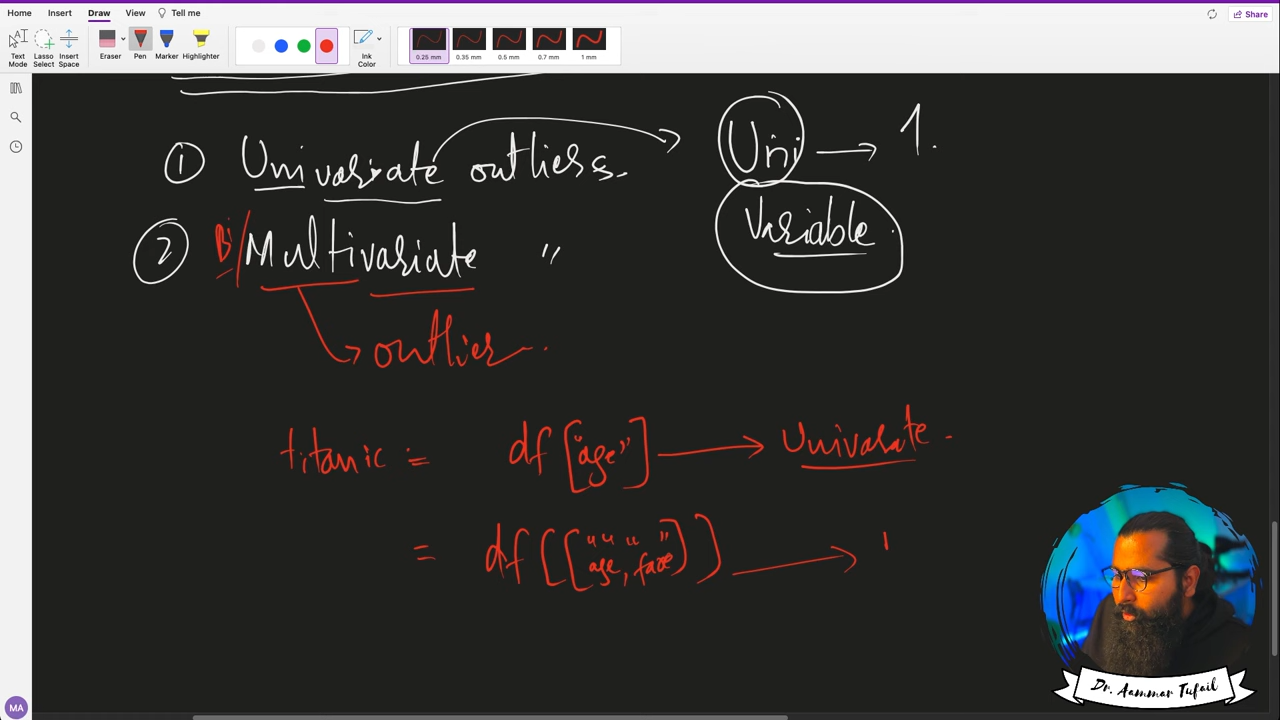 Home Insert Draw View Tell me
Share
Text Mode Lasso Select Insert Space Eraser Pen Marker Highlighter Ink Color 0.25 mm 0.35 mm 0.5 mm 0.7 mm 1 mm
① Univariate outliers. Uni → 1.
Variable
② Bi/Multivariate "
→ outlier.
titanic = df["age"] → Univariate.
= df[["age", "fare"]] →
Dr. Aammar Tufail
MA